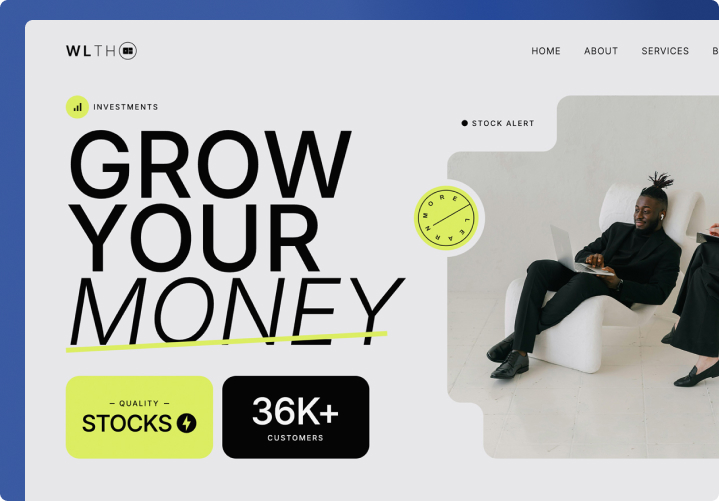 WLTH
HOME ABOUT SERVICES B
INVESTMENTS
STOCK ALERT
GROW
YOUR
MONEY
LEARN MORE
– QUALITY –
STOCKS
36K+
CUSTOMERS